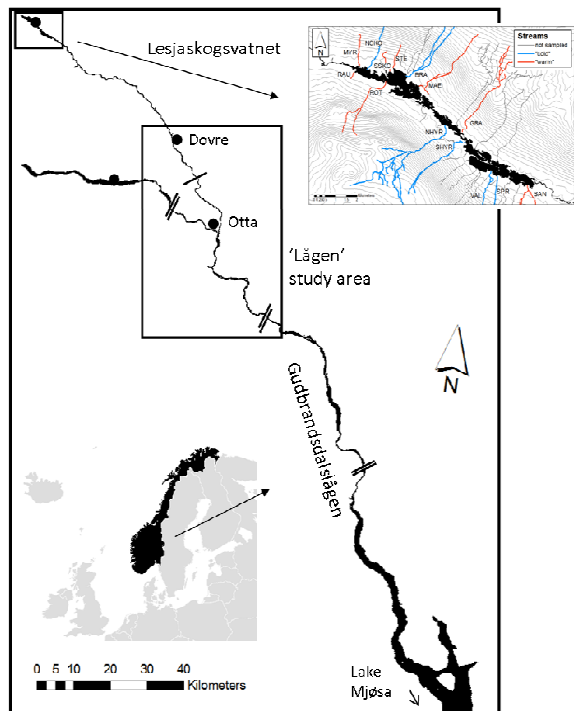 Lesjaskogsvatnet
Streams
not sampled
"cold"
"warm"
N
NORD
MYR
STE
SSKO
BRA
RAU
MAE
ROT
GRA
NHYR
SHYR
VAL
SPR
SAN
Dovre
Otta
'Lågen'
study area
N
Gudbrandsdalslågen
0 5 10 20 30 40
Kilometers
Lake
Mjøsa